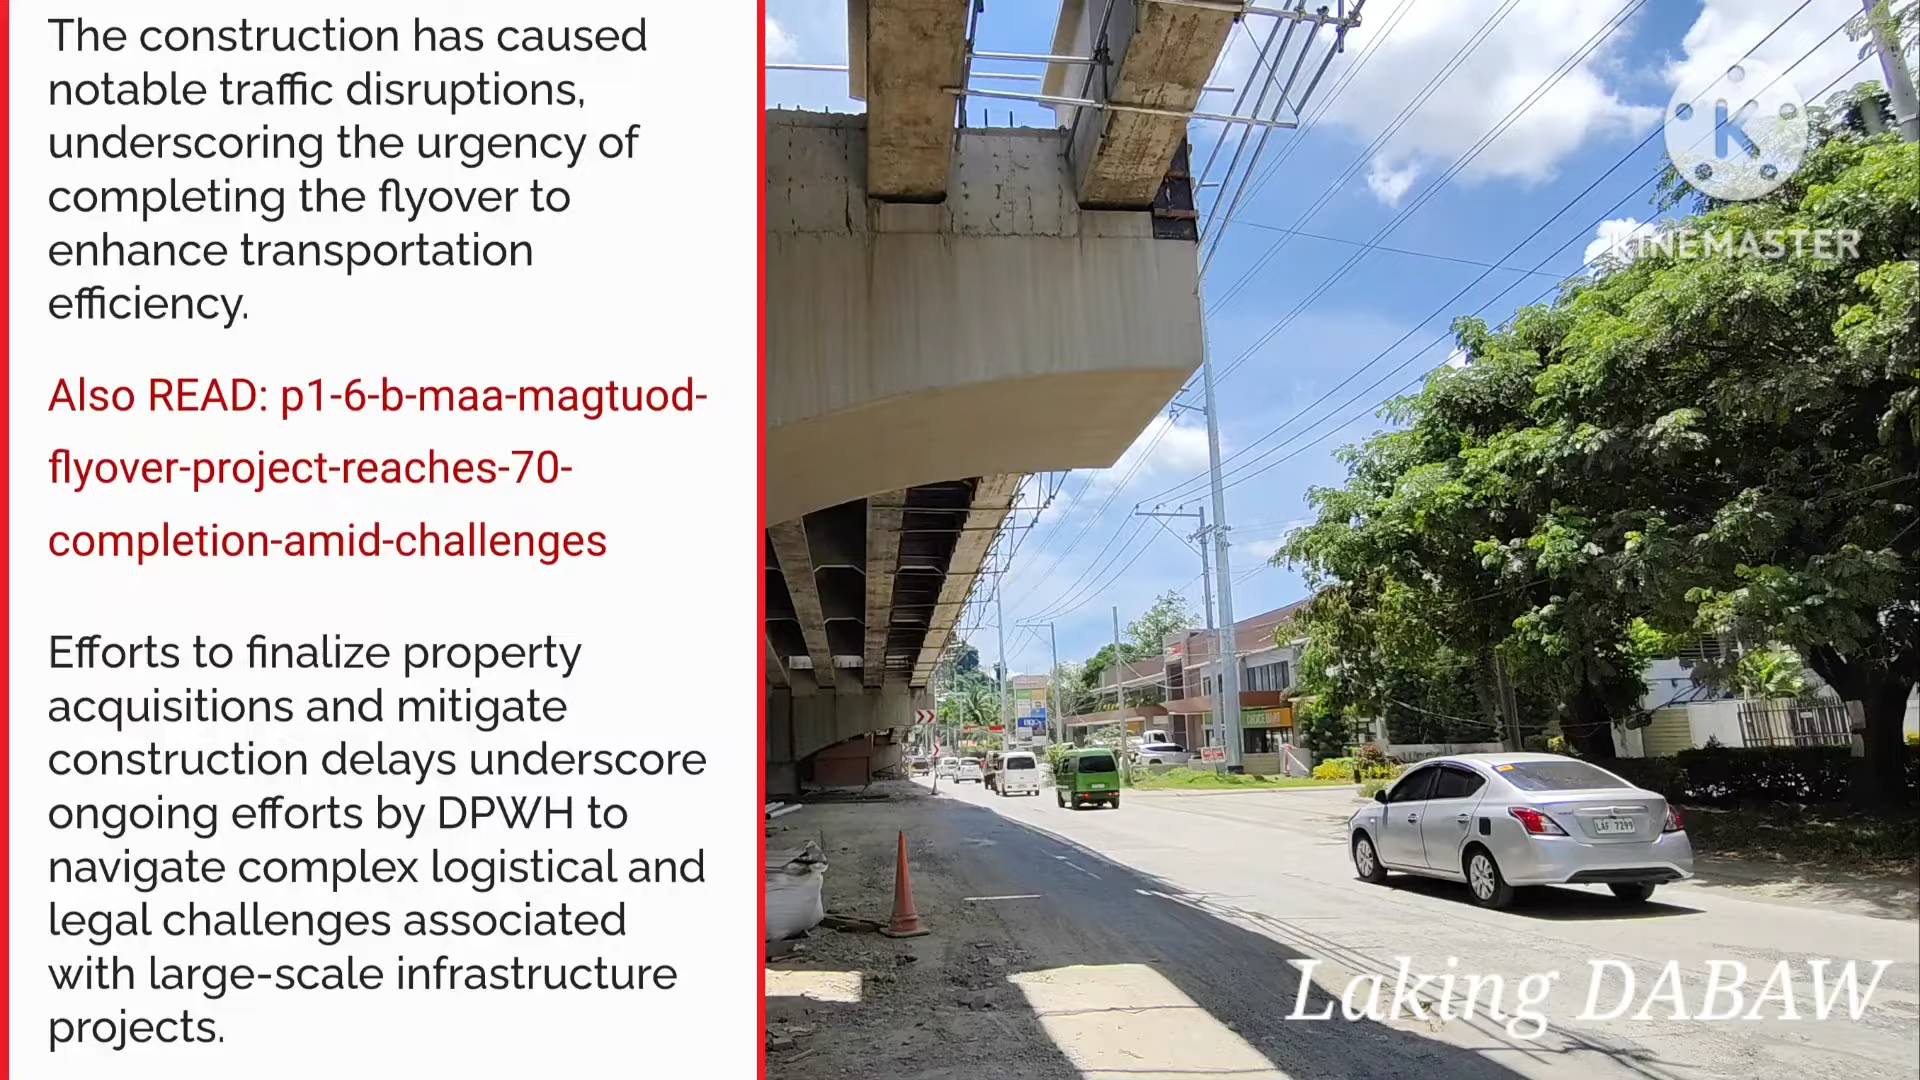 The construction has caused
notable traffic disruptions,
underscoring the urgency of
completing the flyover to
enhance transportation
efficiency.
Also READ: p1-6-b-maa-magtuod-
flyover-project-reaches-70-
completion-amid-challenges
Efforts to finalize property
acquisitions and mitigate
construction delays underscore
ongoing efforts by DPWH to
navigate complex logistical and
legal challenges associated
with large-scale infrastructure
projects.
K
KINEMASTER
LAF 7299
Laking DABAW